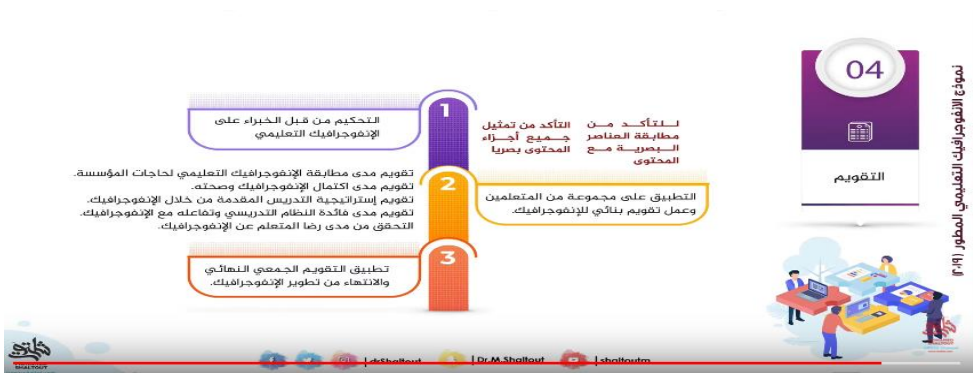 04
التقويم
نموذج الانفوجرافيك التعليمي المطور (٢٠١٩)
1
التحكيم من قبل الخبراء على
الإنفوجرافيك التعليمي
للتأكد من
مطابقة العناصر
البصرية مع
المحتوى
التأكد من تمثيل
جميع أجزاء
المحتوى بصريا
2
التطبيق على مجموعة من المتعلمين
وعمل تقويم بنائي للإنفوجرافيك.
تقويم مدى مطابقة الإنفوجرافيك التعليمي لحاجات المؤسسة.
تقويم مدى اكتمال الإنفوجرافيك وصحته.
تقويم إستراتيجية التدريس المقدمة من خلال الإنفوجرافيك.
تقويم مدى فائدة النظام التدريسي وتفاعله مع الإنفوجرافيك.
التحقق من مدى رضا المتعلم عن الإنفوجرافيك.
3
تطبيق التقويم الجمعي النهائي
والانتهاء من تطوير الإنفوجرافيك.
SHALTOUT
| drShaltout
| Dr.M.Shaltout
| shaltoutm